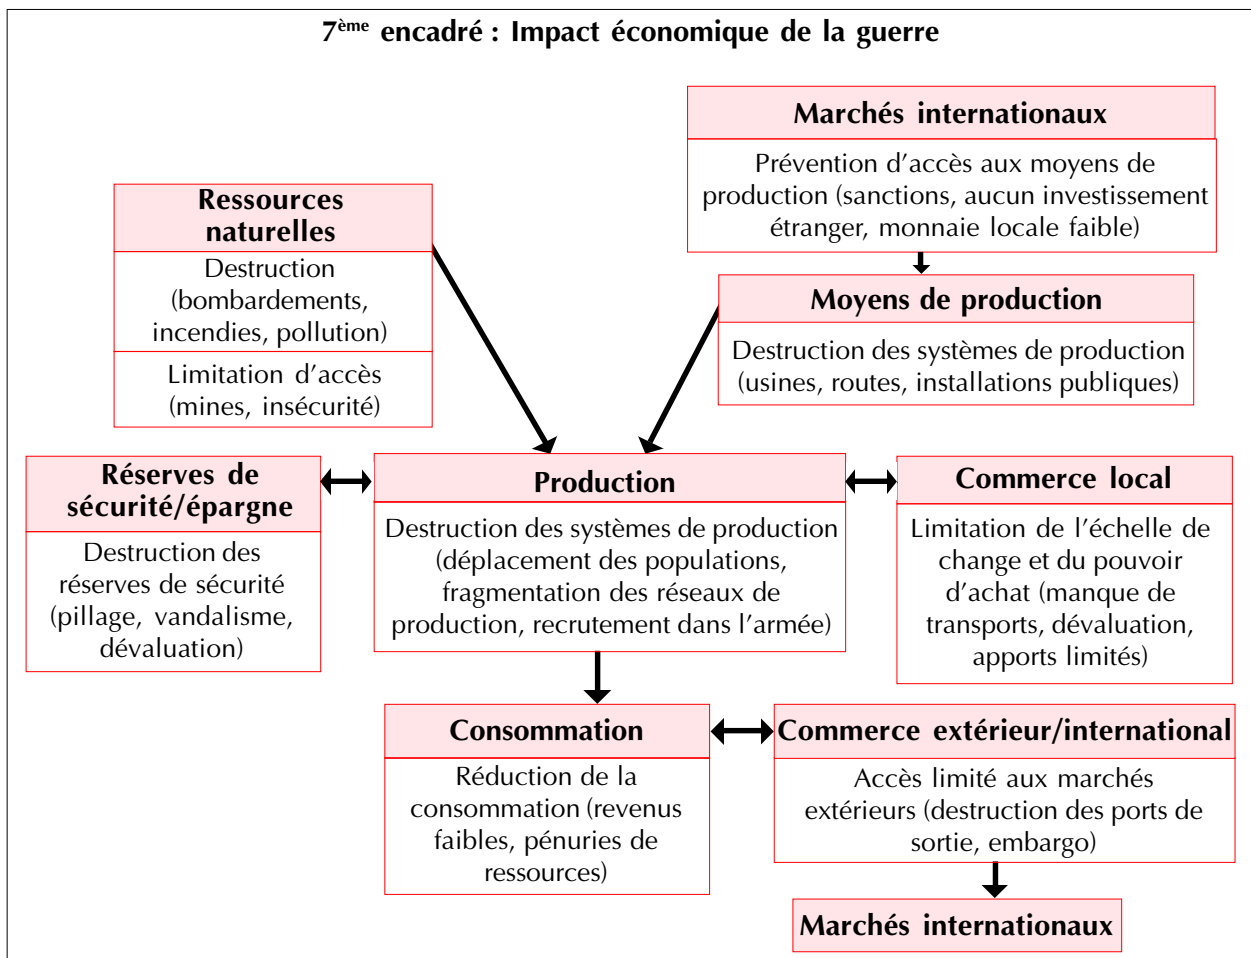 7ème encadré : Impact économique de la guerre
Marchés internationaux
Prévention d’accès aux moyens de
production (sanctions, aucun investissement
étranger, monnaie locale faible)
Ressources
naturelles
Destruction
(bombardements,
incendies, pollution)
Limitation d’accès
(mines, insécurité)
Moyens de production
Destruction des systèmes de production
(usines, routes, installations publiques)
Réserves de
sécurité/épargne
Destruction des
réserves de sécurité
(pillage, vandalisme,
dévaluation)
Production
Destruction des systèmes de production
(déplacement des populations,
fragmentation des réseaux de
production, recrutement dans l’armée)
Commerce local
Limitation de l’échelle de
change et du pouvoir
d’achat (manque de
transports, dévaluation,
apports limités)
Consommation
Réduction de la
consommation (revenus
faibles, pénuries de
ressources)
Commerce extérieur/international
Accès limité aux marchés
extérieurs (destruction des ports de
sortie, embargo)
Marchés internationaux